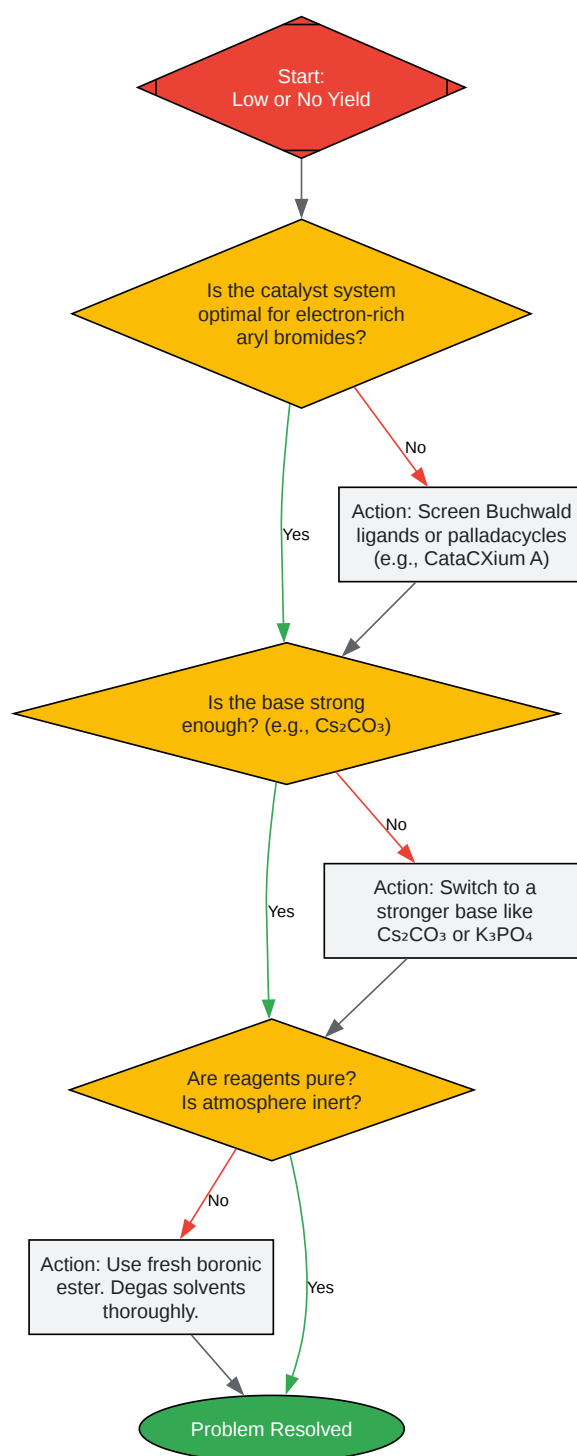 Start:
Low or No Yield
Is the catalyst system
optimal for electron-rich
aryl bromides?
No
Action: Screen Buchwald
ligands or palladacycles
(e.g., CataCXium A)
Yes
Is the base strong
enough? (e.g., Cs₂CO₃)
No
Action: Switch to a
stronger base like
Cs₂CO₃ or K₃PO₄
Yes
Are reagents pure?
Is atmosphere inert?
No
Action: Use fresh boronic
ester. Degas solvents
thoroughly.
Yes
Problem Resolved